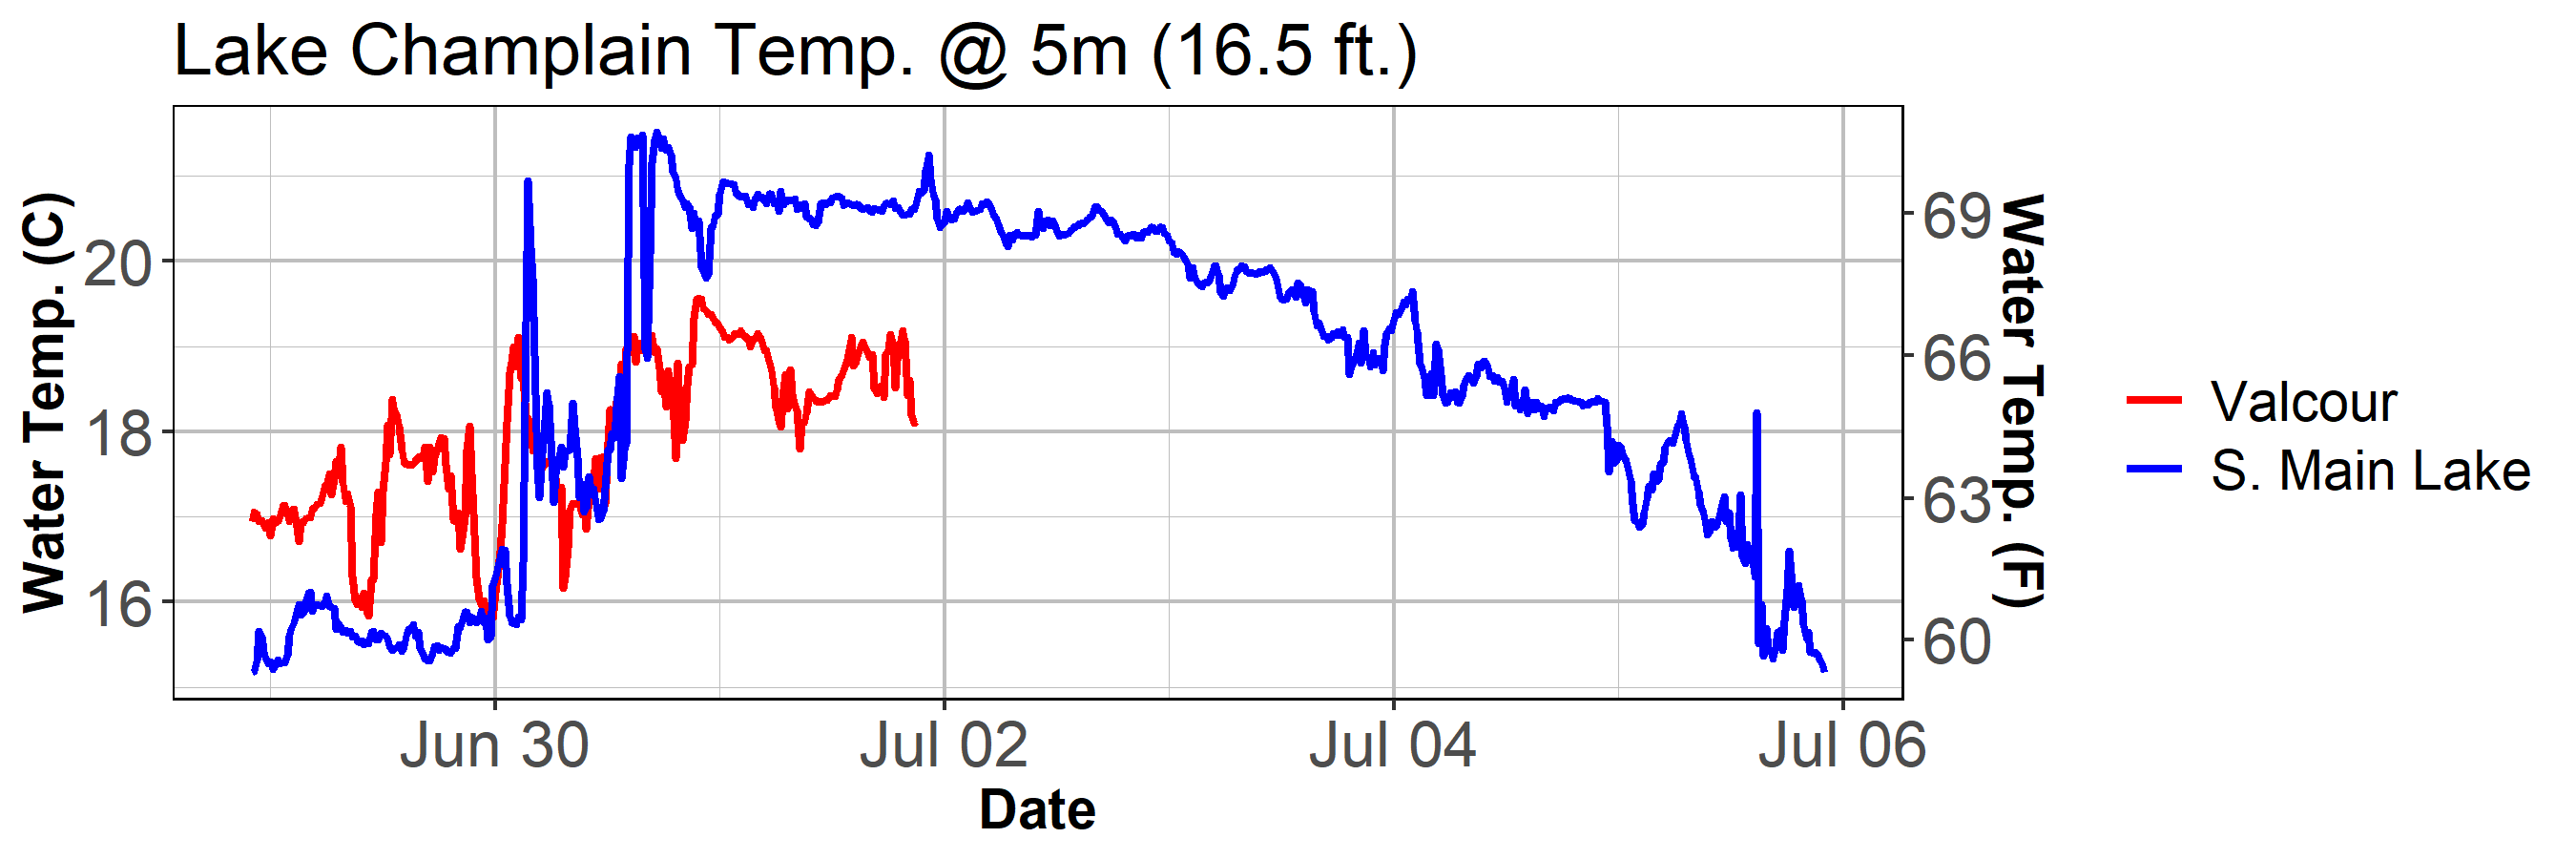 Lake Champlain Temp. @ 5m (16.5 ft.)
Water Temp. (C)
20
18
16
69
66
63
60
Water Temp. (F)
Jun 30
Jul 02
Jul 04
Jul 06
Date
Valcour
S. Main Lake